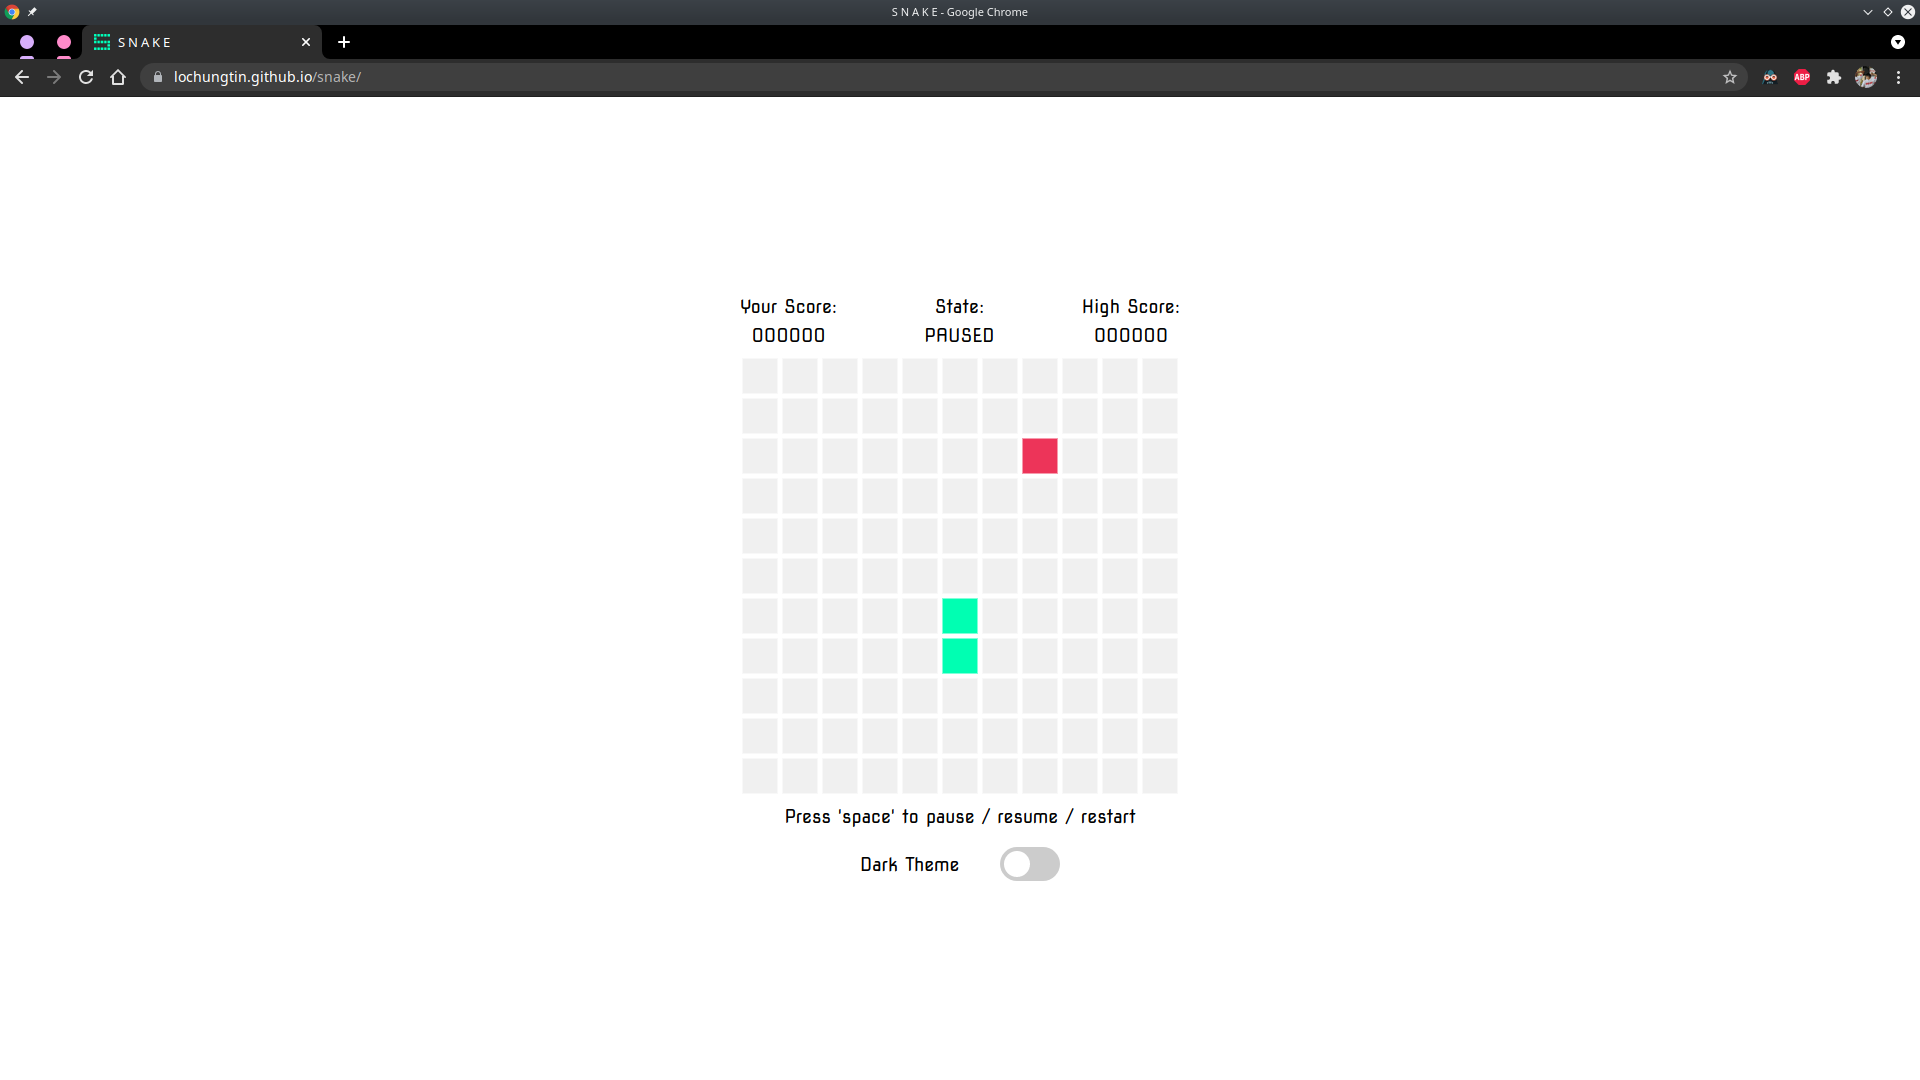 S N A K E - Google Chrome
S N A K E
lochungtin.github.io/snake/
ABP
Your Score:
State:
High Score:
000000
PAUSED
000000
Press 'space' to pause / resume / restart
Dark Theme